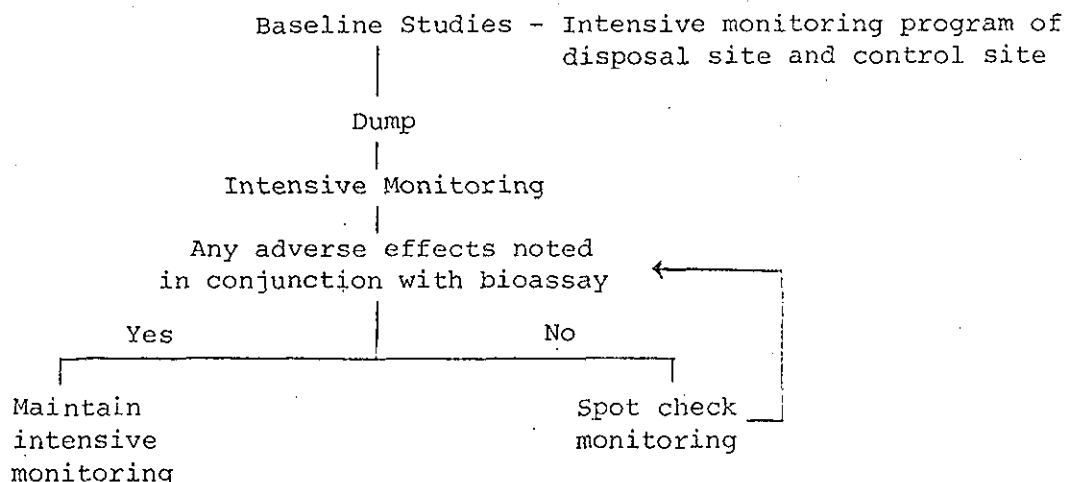 Baseline Studies - Intensive monitoring program of
disposal site and control site
Dump
Intensive Monitoring
Any adverse effects noted
in conjunction with bioassay
Yes
No
Maintain
intensive
monitoring
Spot check
monitoring